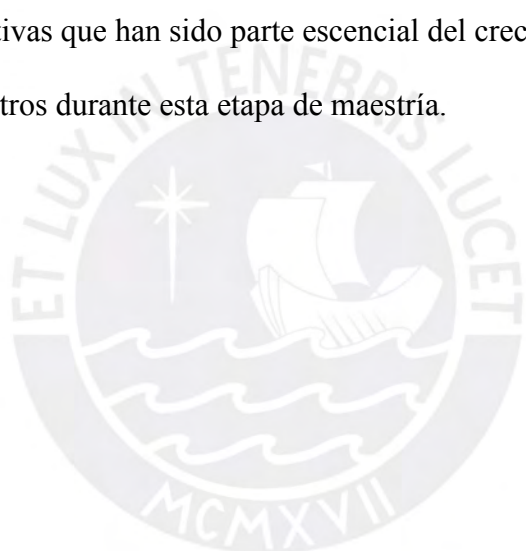 tivas que han sido parte escencial del crec
tros durante esta etapa de maestría.
ET LUX IN TENEBRIS LUCET
MCMXVII